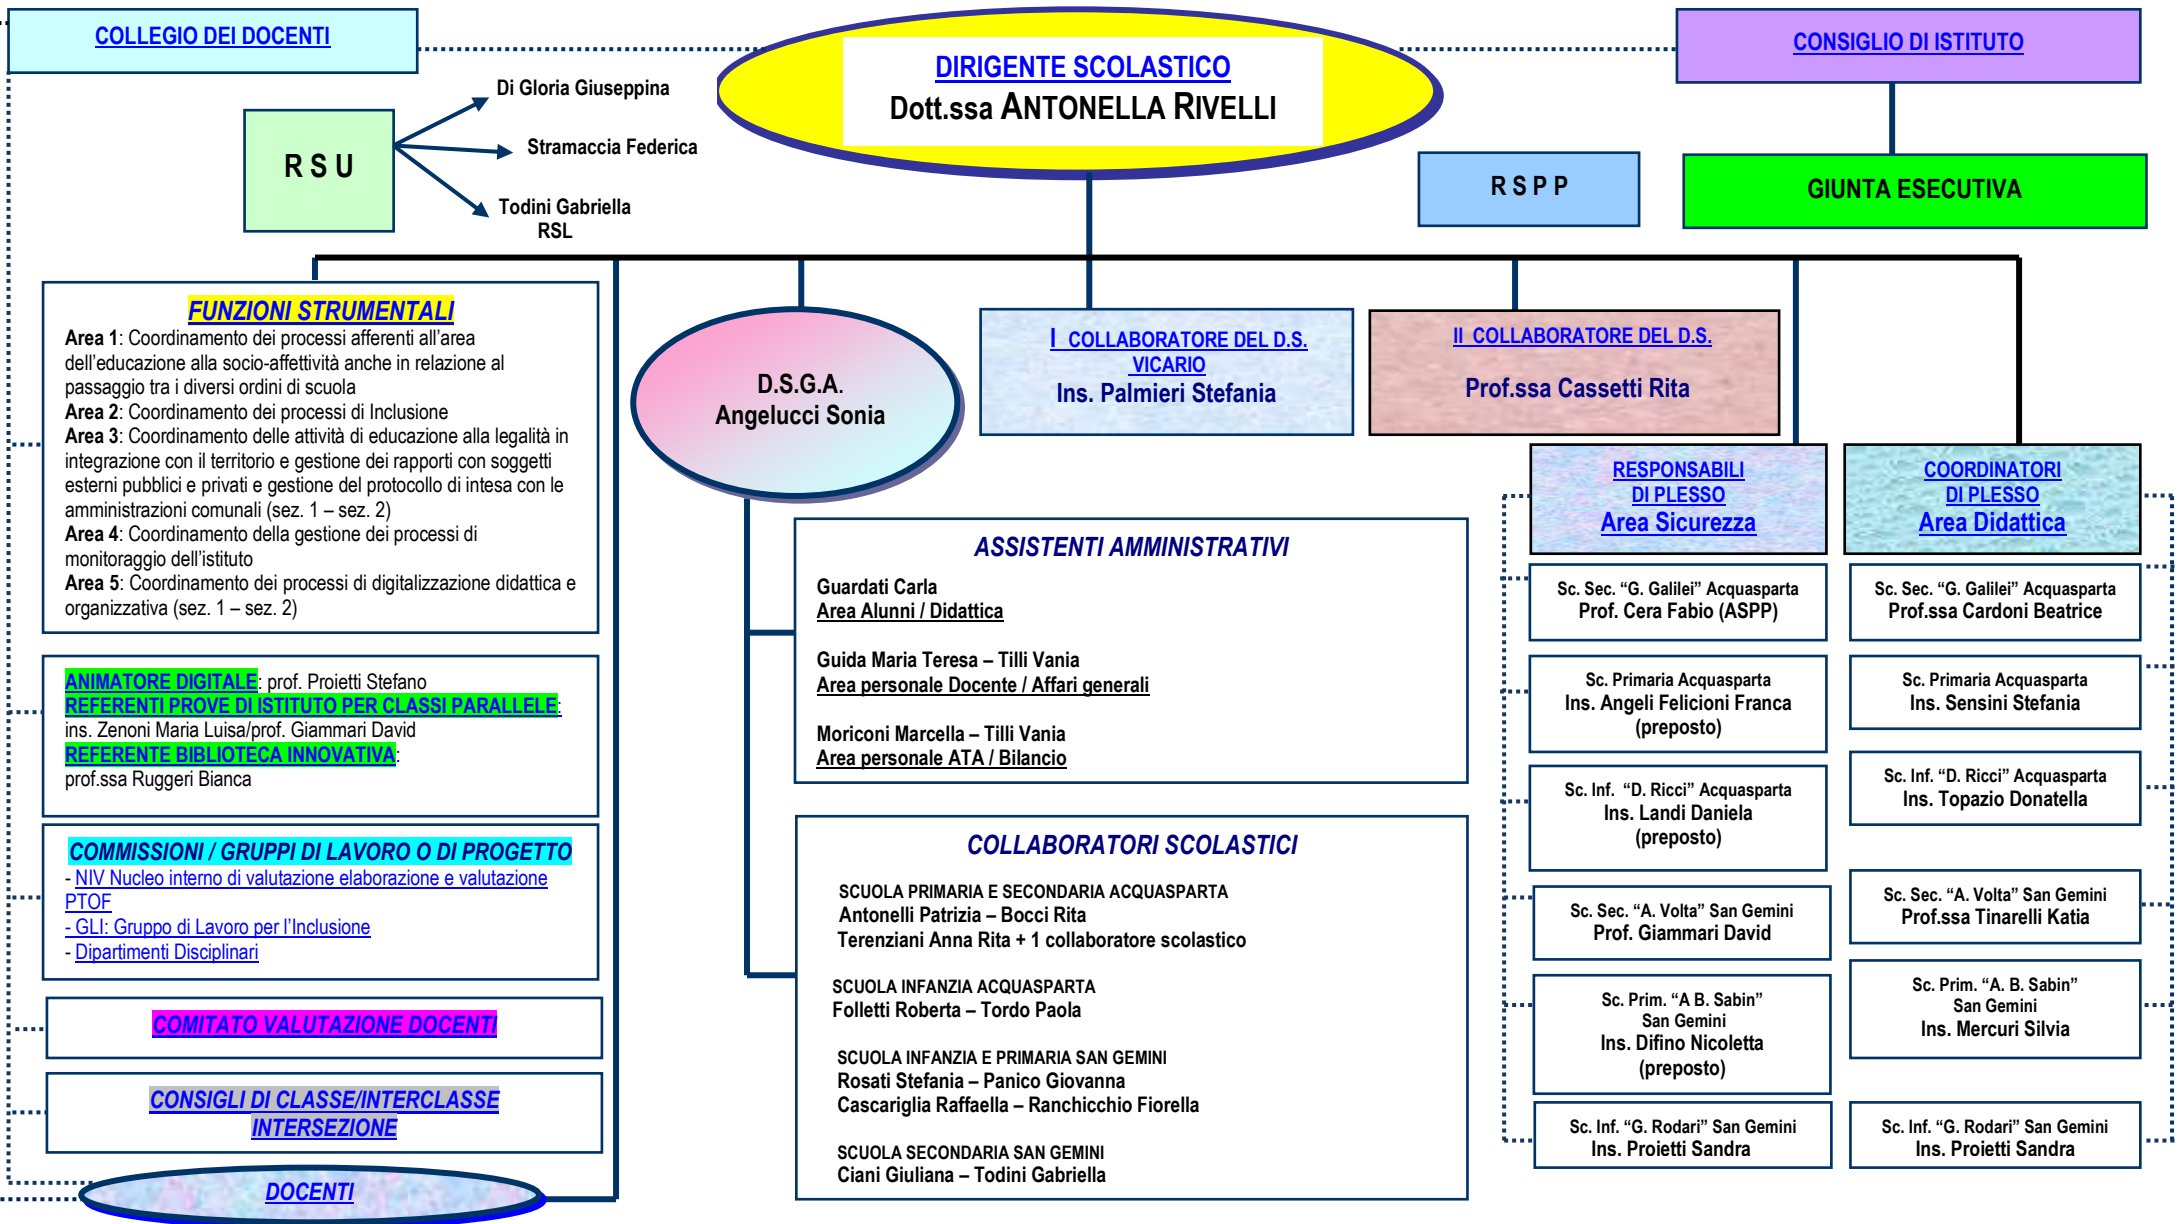 COLLEGIO DEI DOCENTI
DIRIGENTE SCOLASTICO
Dott.ssa ANTONELLA RIVELLI
CONSIGLIO DI ISTITUTO
R S U
Di Gloria Giuseppina
Stramaccia Federica
Todini Gabriella
RSL
R S P P
GIUNTA ESECUTIVA
FUNZIONI STRUMENTALI
Area 1: Coordinamento dei processi afferenti all'area
dell'educazione alla socio-affettività anche in relazione al
passaggio tra i diversi ordini di scuola
Area 2: Coordinamento dei processi di Inclusione
Area 3: Coordinamento delle attività di educazione alla legalità in
integrazione con il territorio e gestione dei rapporti con soggetti
esterni pubblici e privati e gestione del protocollo di intesa con le
amministrazioni comunali (sez. 1 – sez. 2)
Area 4: Coordinamento della gestione dei processi di
monitoraggio dell'istituto
Area 5: Coordinamento dei processi di digitalizzazione didattica e
organizzativa (sez. 1 – sez. 2)
ANIMATORE DIGITALE: prof. Proietti Stefano
REFERENTI PROVE DI ISTITUTO PER CLASSI PARALLELE:
ins. Zenoni Maria Luisa/prof. Giammari David
REFERENTE BIBLIOTECA INNOVATIVA:
prof.ssa Ruggeri Bianca
COMMISSIONI / GRUPPI DI LAVORO O DI PROGETTO
- NIV Nucleo interno di valutazione elaborazione e valutazione
PTOF
- GLI: Gruppo di Lavoro per l'Inclusione
- Dipartimenti Disciplinari
COMITATO VALUTAZIONE DOCENTI
CONSIGLI DI CLASSE/INTERCLASSE
INTERSEZIONE
DOCENTI
D.S.G.A.
Angelucci Sonia
I COLLABORATORE DEL D.S.
VICARIO
Ins. Palmieri Stefania
II COLLABORATORE DEL D.S.
Prof.ssa Cassetti Rita
ASSISTENTI AMMINISTRATIVI
Guardati Carla
Area Alunni / Didattica
Guida Maria Teresa – Tilli Vania
Area personale Docente / Affari generali
Moriconi Marcella – Tilli Vania
Area personale ATA / Bilancio
COLLABORATORI SCOLASTICI
SCUOLA PRIMARIA E SECONDARIA ACQUASPARTA
Antonelli Patrizia – Bocci Rita
Terenziani Anna Rita + 1 collaboratore scolastico
SCUOLA INFANZIA ACQUASPARTA
Folletti Roberta – Tordo Paola
SCUOLA INFANZIA E PRIMARIA SAN GEMINI
Rosati Stefania – Panico Giovanna
Cascariglia Raffaella – Ranchicchio Fiorella
SCUOLA SECONDARIA SAN GEMINI
Ciani Giuliana – Todini Gabriella
RESPONSABILI
DI PLESSO
Area Sicurezza
Sc. Sec. "G. Galilei" Acquasparta
Prof. Cera Fabio (ASPP)
Sc. Primaria Acquasparta
Ins. Angeli Felicioni Franca
(preposto)
Sc. Inf. "D. Ricci" Acquasparta
Ins. Landi Daniela
(preposto)
Sc. Sec. "A. Volta" San Gemini
Prof. Giammari David
Sc. Prim. "A B. Sabin"
San Gemini
Ins. Difino Nicoletta
(preposto)
Sc. Inf. "G. Rodari" San Gemini
Ins. Proietti Sandra
COORDINATORI
DI PLESSO
Area Didattica
Sc. Sec. "G. Galilei" Acquasparta
Prof.ssa Cardoni Beatrice
Sc. Primaria Acquasparta
Ins. Sensini Stefania
Sc. Inf. "D. Ricci" Acquasparta
Ins. Topazio Donatella
Sc. Sec. "A. Volta" San Gemini
Prof.ssa Tinarelli Katia
Sc. Prim. "A. B. Sabin"
San Gemini
Ins. Mercuri Silvia
Sc. Inf. "G. Rodari" San Gemini
Ins. Proietti Sandra